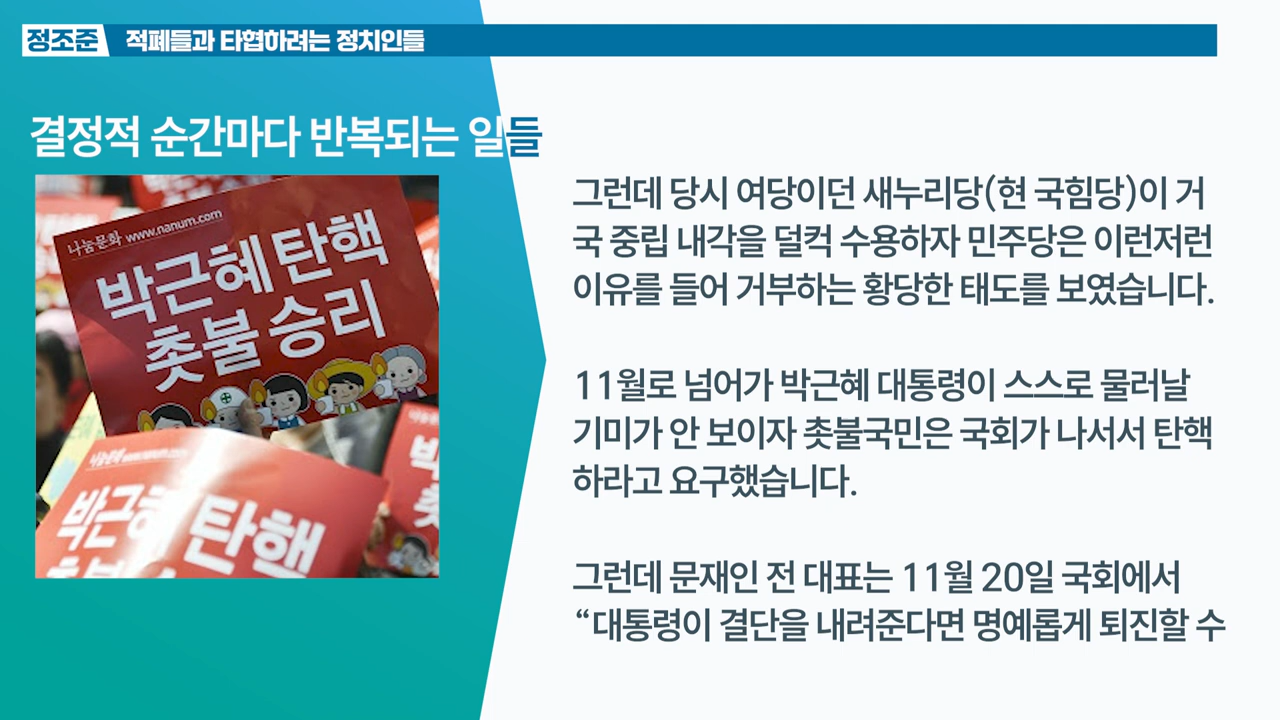 정조준 적폐들과 타협하려는 정치인들
결정적 순간마다 반복되는 일들
나눔문화 www.nanum.com
박근혜 탄핵
촛불 승리
나눔문화
박근혜 탄핵
그런데 당시 여당이던 새누리당(현 국힘당)이 거
국 중립 내각을 덜컥 수용하자 민주당은 이런저런
이유를 들어 거부하는 황당한 태도를 보였습니다.
11월로 넘어가 박근혜 대통령이 스스로 물러날
기미가 안 보이자 촛불국민은 국회가 나서서 탄핵
하라고 요구했습니다.
그런데 문재인 전 대표는 11월 20일 국회에서
“대통령이 결단을 내려준다면 명예롭게 퇴진할 수